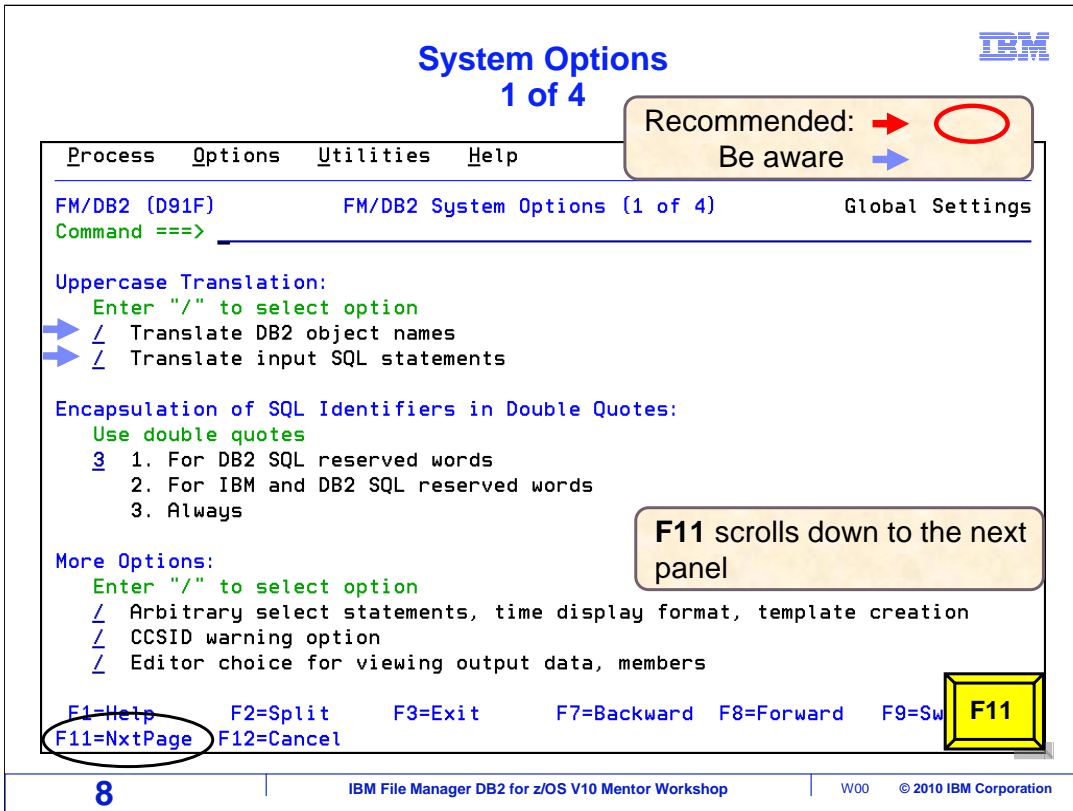 System Options
1 of 4
IBM
Recommended:
Be aware
Process Options Utilities Help
FM/DB2 (D91F) FM/DB2 System Options (1 of 4) Global Settings
Command ===> _
Uppercase Translation:
Enter "/" to select option
/ Translate DB2 object names
/ Translate input SQL statements
Encapsulation of SQL Identifiers in Double Quotes:
Use double quotes
3 1. For DB2 SQL reserved words
2. For IBM and DB2 SQL reserved words
3. Always
F11 scrolls down to the next
panel
More Options:
Enter "/" to select option
/ Arbitrary select statements, time display format, template creation
/ CCSID warning option
/ Editor choice for viewing output data, members
F1=Help F2=Split F3=Exit F7=Backward F8=Forward F9=Sw
F11
F11=NxtPage F12=Cancel
8 IBM File Manager DB2 for z/OS V10 Mentor Workshop W00 © 2010 IBM Corporation